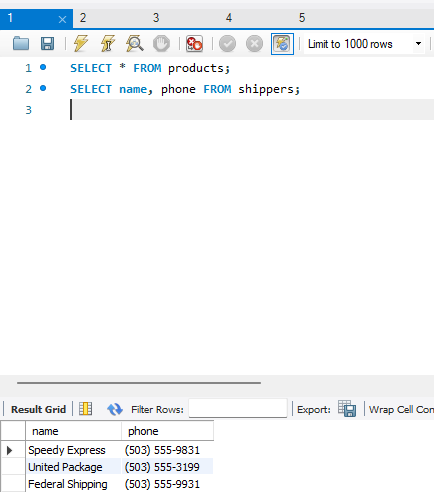 1 2 3 4 5
Limit to 1000 rows
1 SELECT * FROM products;
2 SELECT name, phone FROM shippers;
3
Result Grid Filter Rows: Export: Wrap Cell Con
name phone
Speedy Express (503) 555-9831
United Package (503) 555-3199
Federal Shipping (503) 555-9931